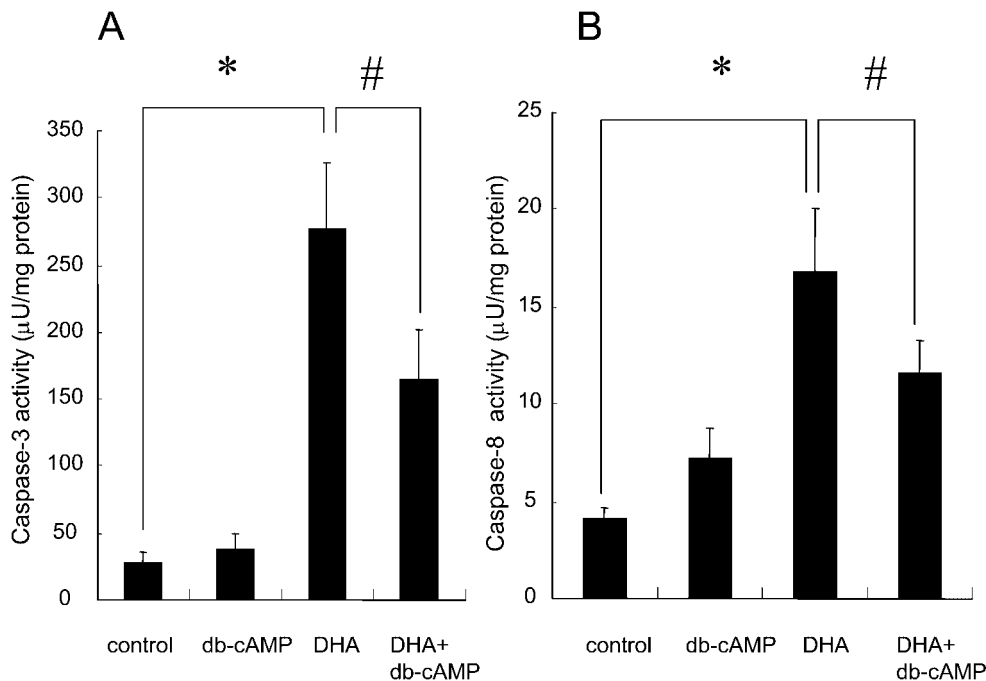 A
* #
350
300
250
200
150
100
50
0
Caspase-3 activity (μU/mg protein)
control db-cAMP DHA DHA+
db-cAMP
B
* #
25
20
15
10
5
0
Caspase-8 activity (μU/mg protein)
control db-cAMP DHA DHA+
db-cAMP